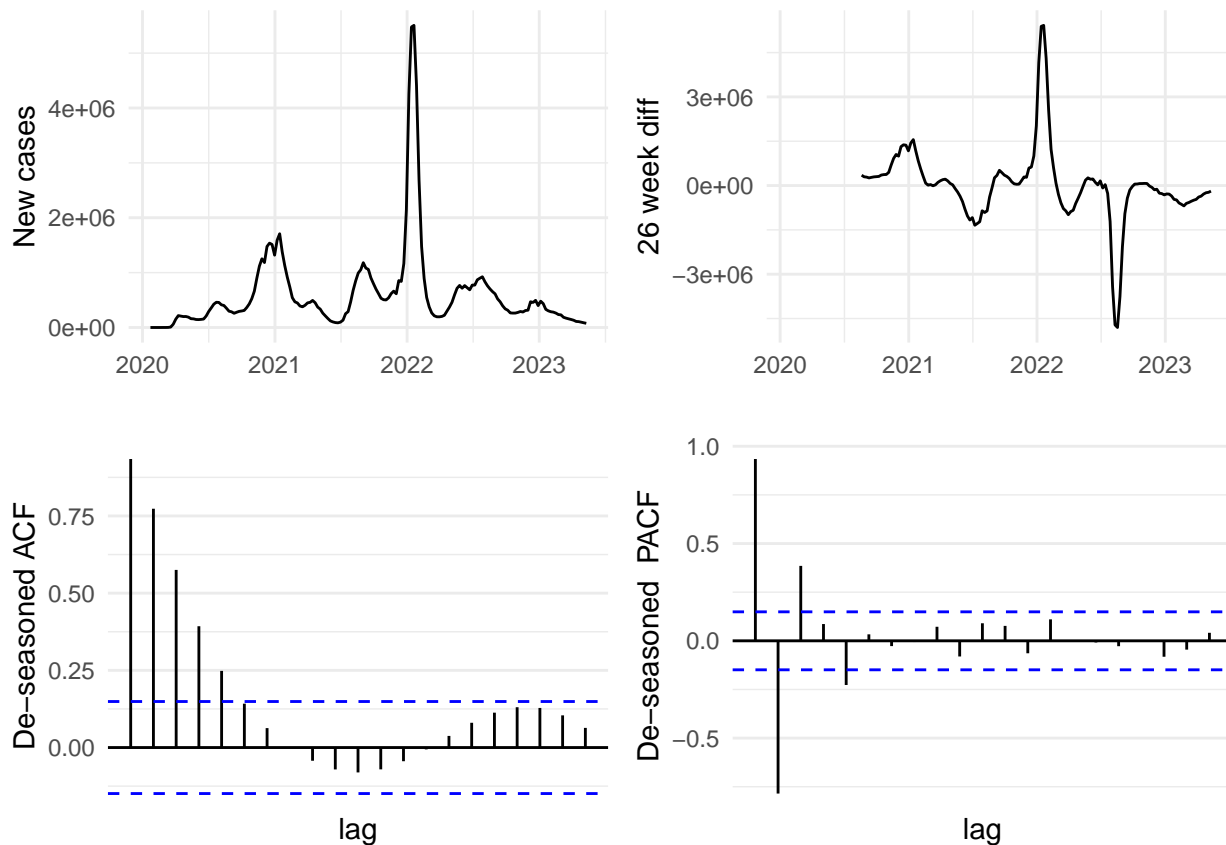 New cases
4e+06
2e+06
0e+00
2020 2021 2022 2023
26 week diff
3e+06
0e+00
−3e+06
2020 2021 2022 2023
De−seasoned ACF
0.75
0.50
0.25
0.00
lag
De−seasoned  PACF
1.0
0.5
0.0
−0.5
lag